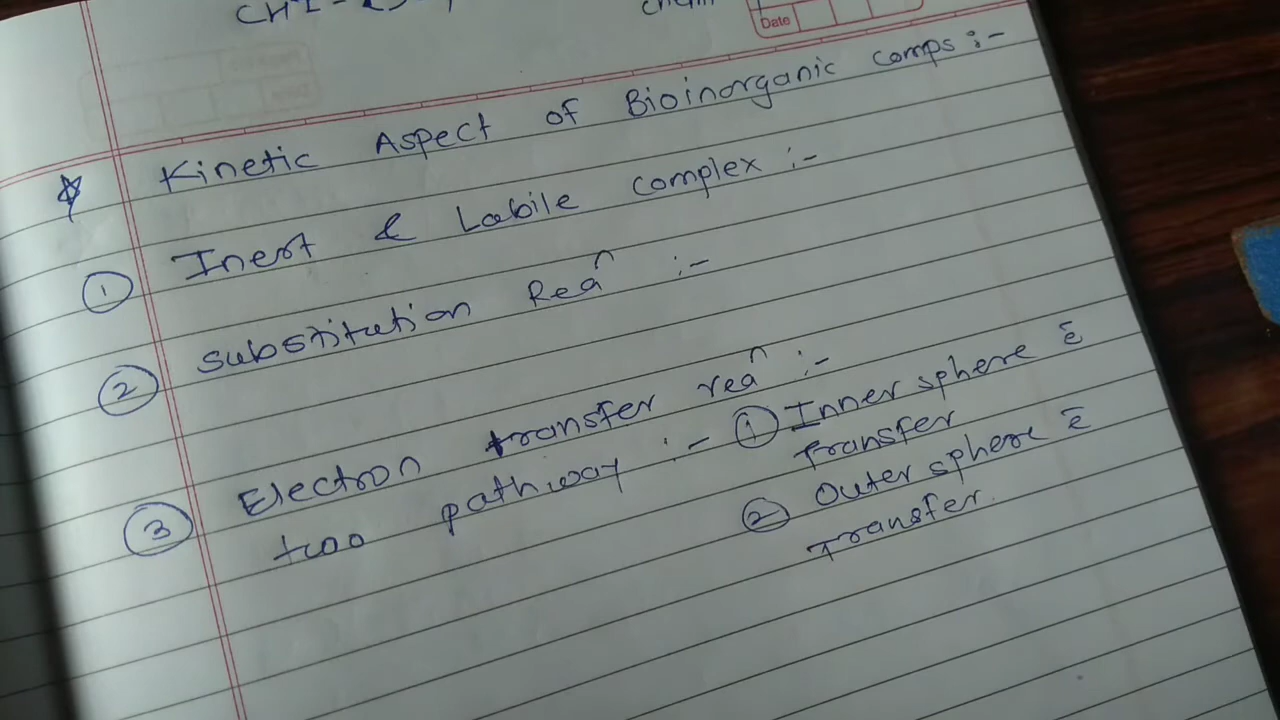 Date
Kinetic Aspect of Bioinorganic comps :-
① Inert & Labile complex :-
② Substitution Reaⁿ :-
③ Electron transfer reaⁿ :-
two pathway :- ① Inner sphere ē
transfer
② Outer sphere ē
Transfer.